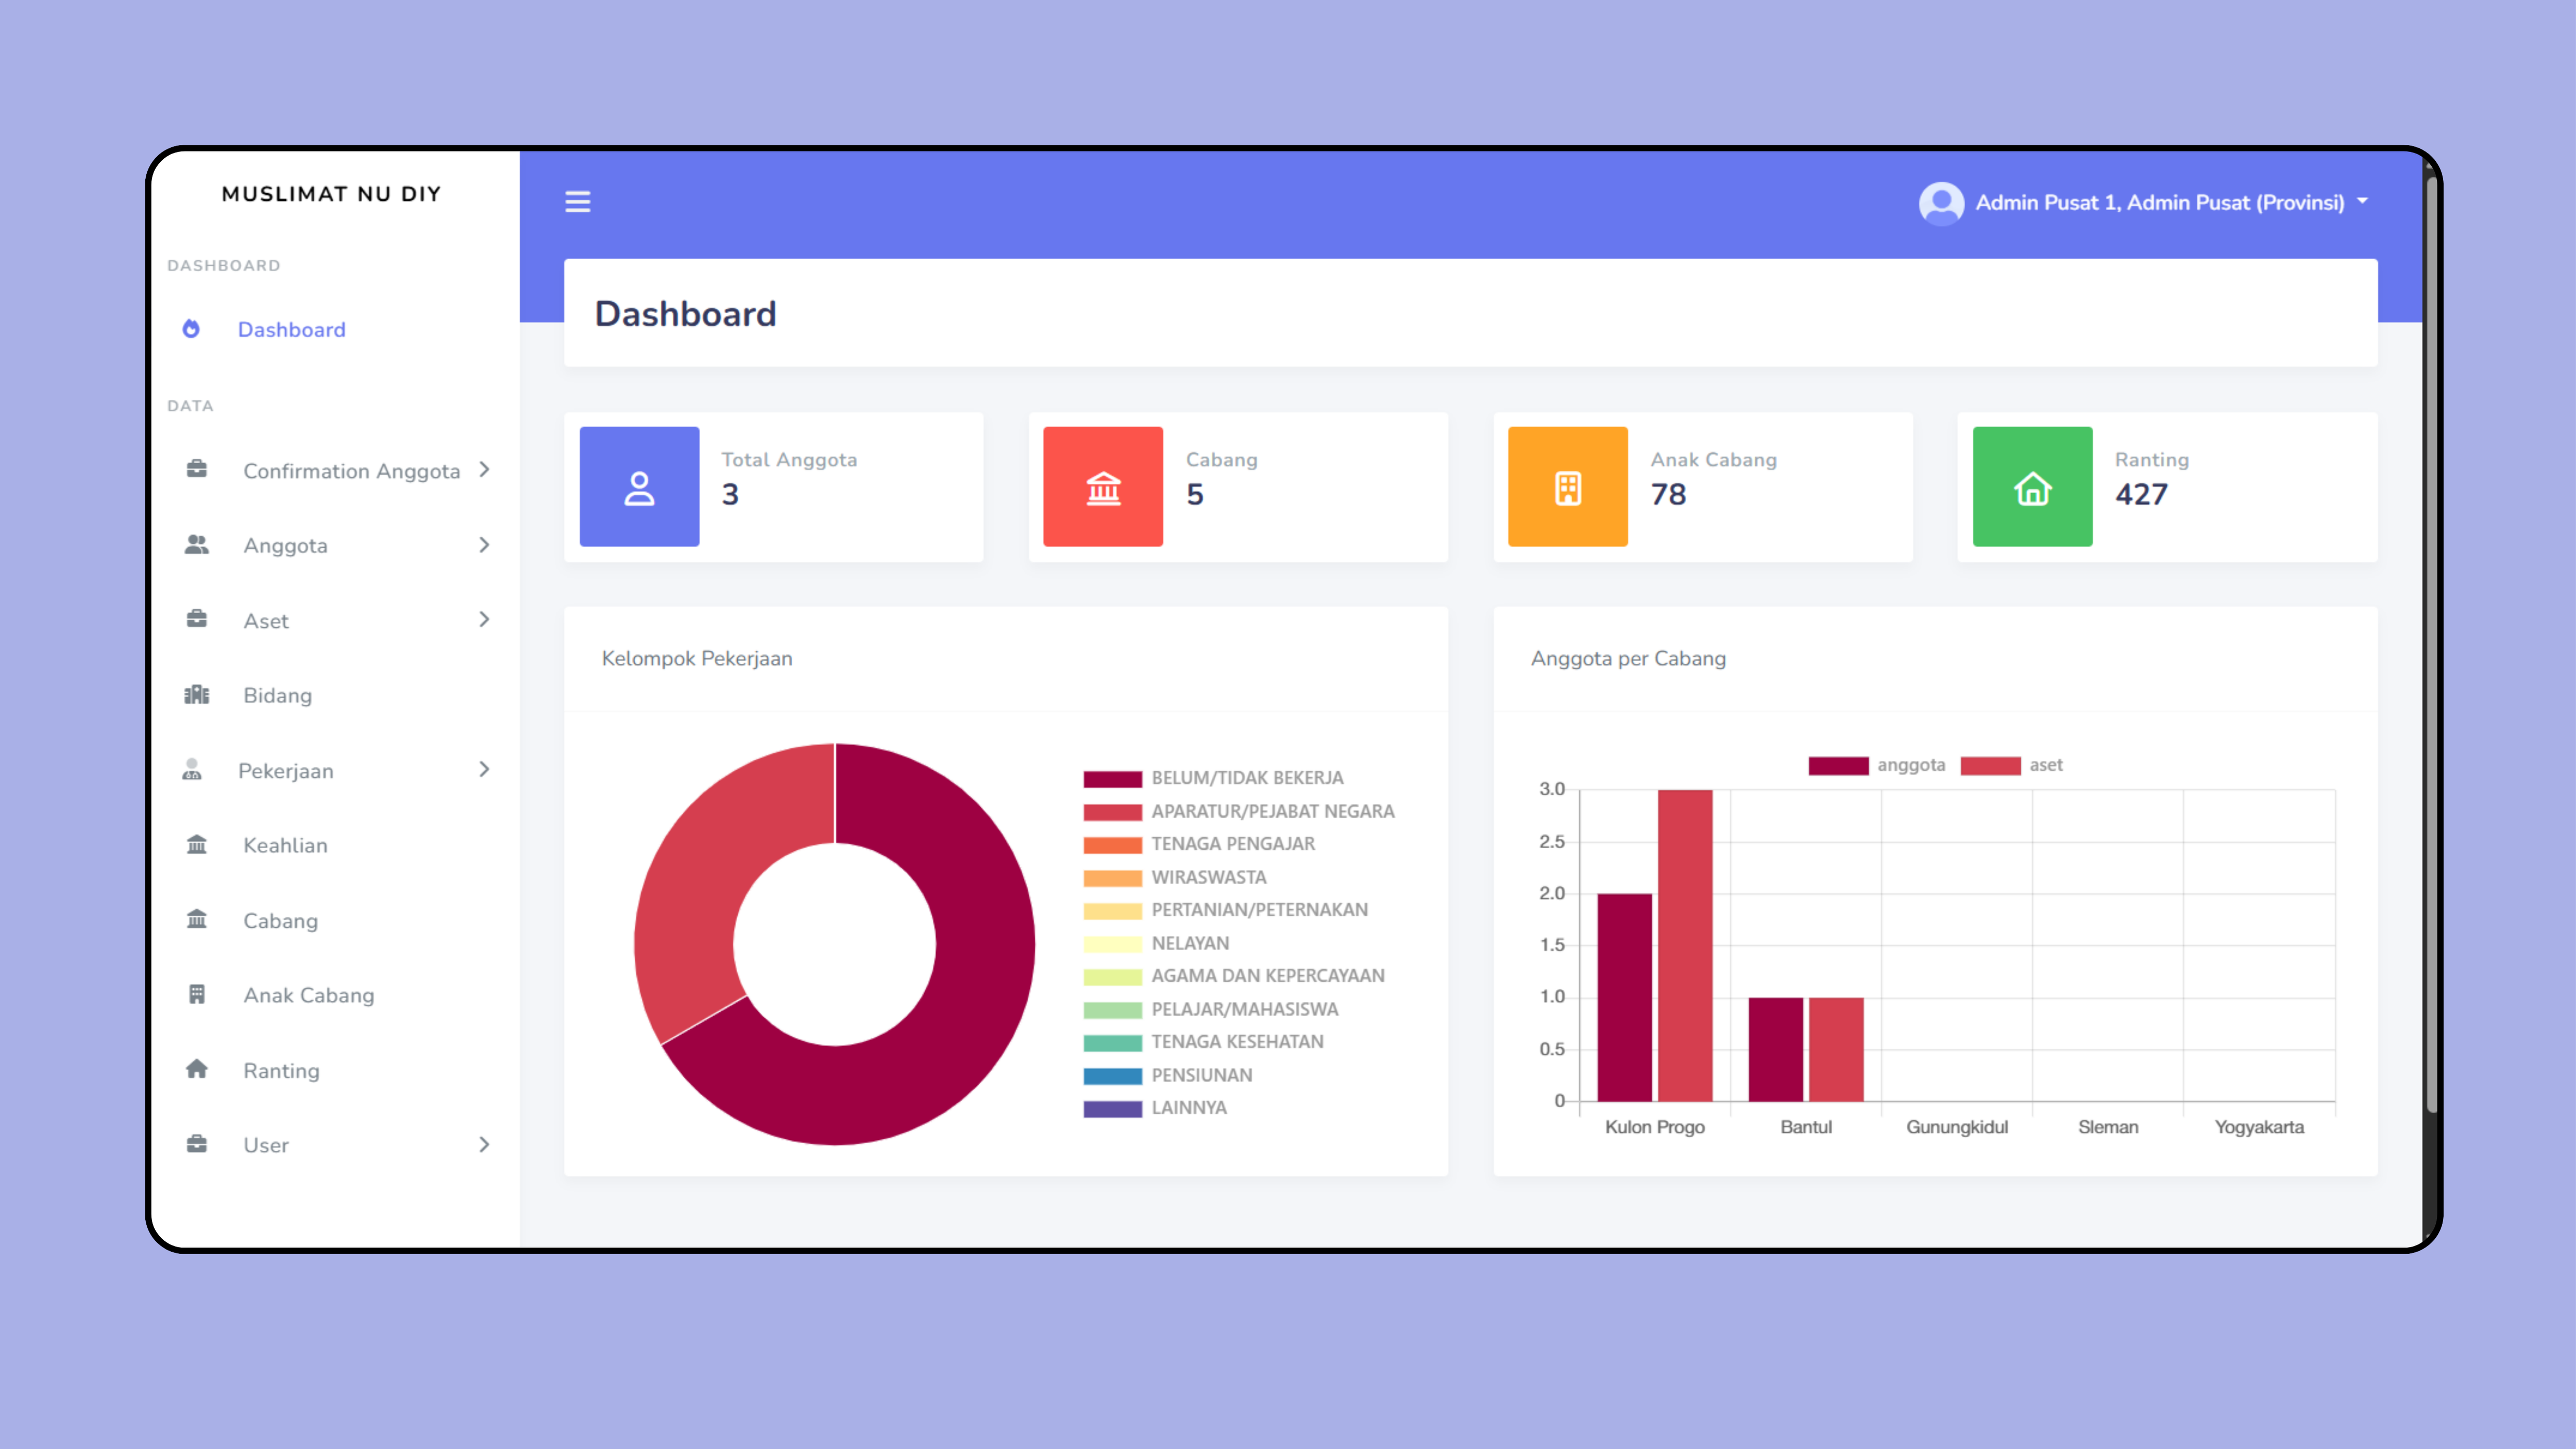 MUSLIMAT NU DIY
DASHBOARD
Dashboard
DATA
Confirmation Anggota
Anggota
Aset
Bidang
Pekerjaan
Keahlian
Cabang
Anak Cabang
Ranting
User
Admin Pusat 1, Admin Pusat (Provinsi)
Dashboard
Total Anggota
3
Cabang
5
Anak Cabang
78
Ranting
427
Kelompok Pekerjaan
BELUM/TIDAK BEKERJA
APARATUR/PEJABAT NEGARA
TENAGA PENGAJAR
WIRASWASTA
PERTANIAN/PETERNAKAN
NELAYAN
AGAMA DAN KEPERCAYAAN
PELAJAR/MAHASISWA
TENAGA KESEHATAN
PENSIUNAN
LAINNYA
Anggota per Cabang
anggota aset
3.0
2.5
2.0
1.5
1.0
0.5
0
Kulon Progo Bantul Gunungkidul Sleman Yogyakarta